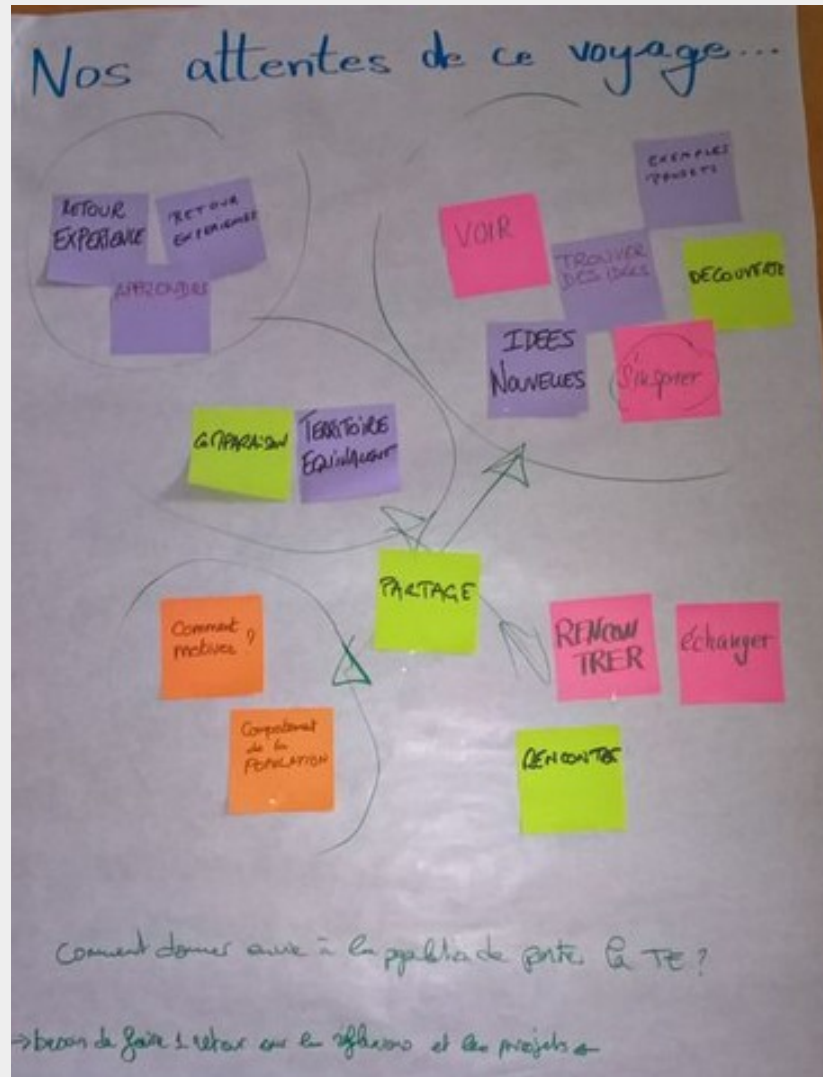 Nos attentes de ce voyage...
RETOUR
EXPERIENCE
RETOUR
EXPERIENCES
APPRENDRE
VOIR
EXEMPLES
PROJETS
TROUVER
DES IDEES
DECOUVERTE
IDEES
NOUVELLES
S'inspirer
COMPARAISON
TERRITOIRE
EQUIVALENT
PARTAGE
Comment
motiver ?
Comportement
de la
POPULATION
RENCON
TRER
échanger
RENCONTRE
Comment donner envie à la population de porter la TE ?
→ besoin de faire 1 retour sur les réflexions et les projets